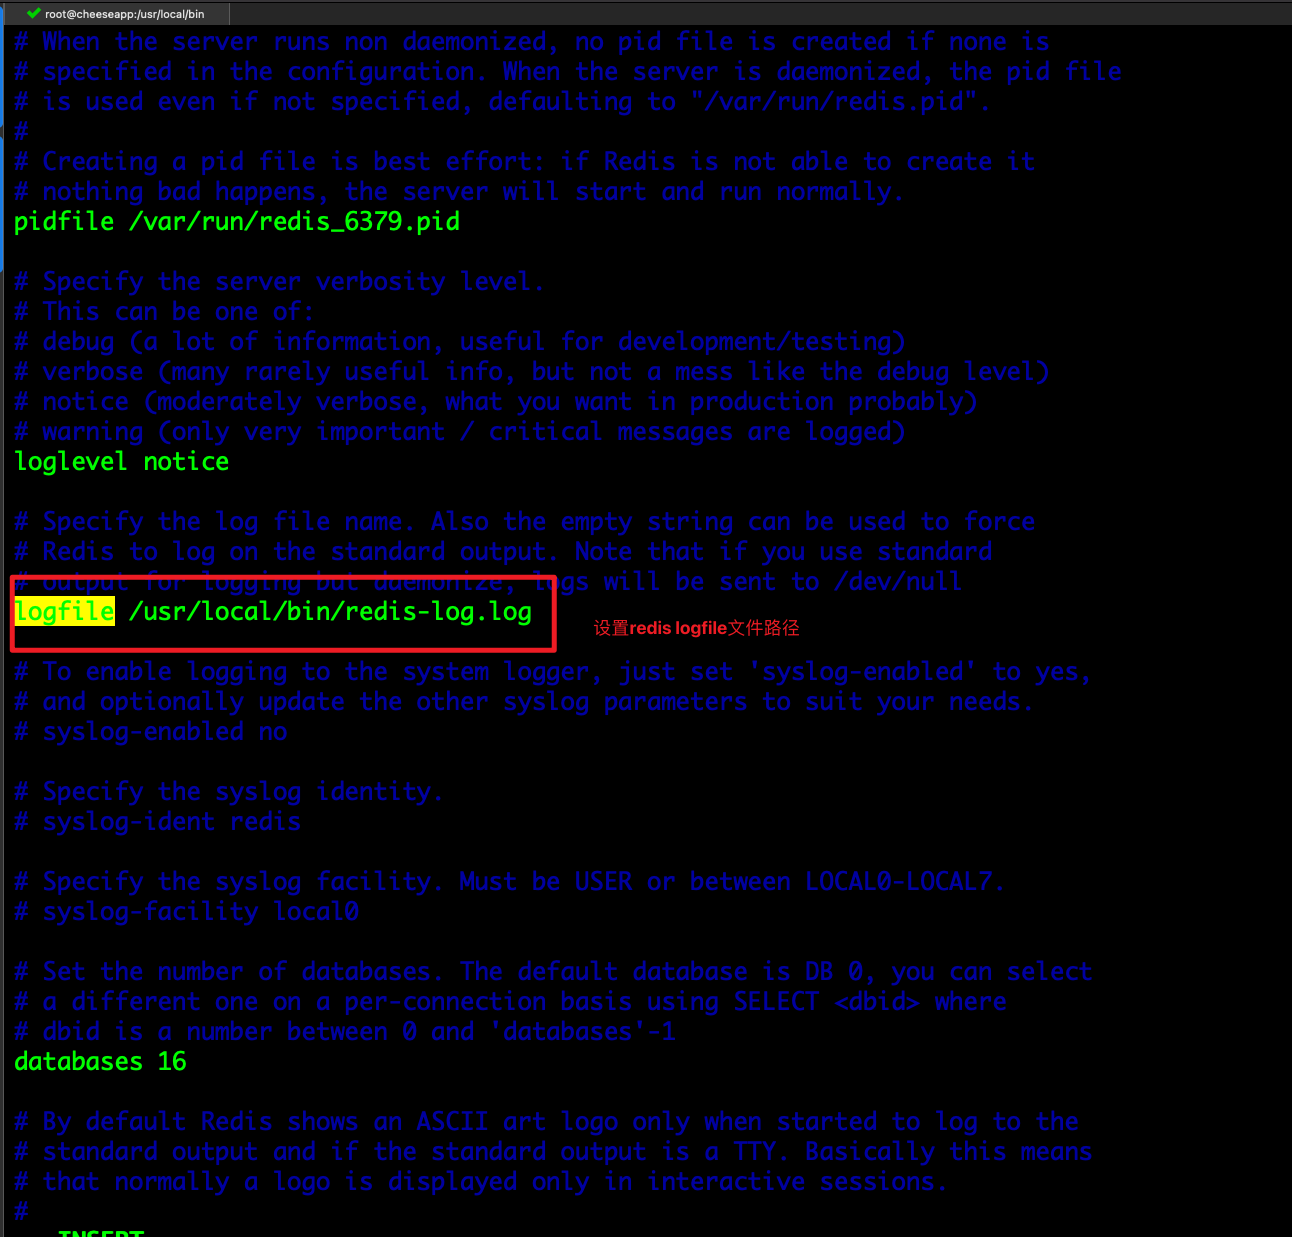 root@cheeseapp:/usr/local/bin
# When the server runs non daemonized, no pid file is created if none is
# specified in the configuration. When the server is daemonized, the pid file
# is used even if not specified, defaulting to "/var/run/redis.pid".
#
# Creating a pid file is best effort: if Redis is not able to create it
# nothing bad happens, the server will start and run normally.
pidfile /var/run/redis_6379.pid
# Specify the server verbosity level.
# This can be one of:
# debug (a lot of information, useful for development/testing)
# verbose (many rarely useful info, but not a mess like the debug level)
# notice (moderately verbose, what you want in production probably)
# warning (only very important / critical messages are logged)
loglevel notice
# Specify the log file name. Also the empty string can be used to force
# Redis to log on the standard output. Note that if you use standard
# output for logging but daemonize, logs will be sent to /dev/null
logfile /usr/local/bin/redis-log.log
设置redis logfile文件路径
# To enable logging to the system logger, just set 'syslog-enabled' to yes,
# and optionally update the other syslog parameters to suit your needs.
# syslog-enabled no
# Specify the syslog identity.
# syslog-ident redis
# Specify the syslog facility. Must be USER or between LOCAL0-LOCAL7.
# syslog-facility local0
# Set the number of databases. The default database is DB 0, you can select
# a different one on a per-connection basis using SELECT <dbid> where
# dbid is a number between 0 and 'databases'-1
databases 16
# By default Redis shows an ASCII art logo only when started to log to the
# standard output and if the standard output is a TTY. Basically this means
# that normally a logo is displayed only in interactive sessions.
#
INSERT